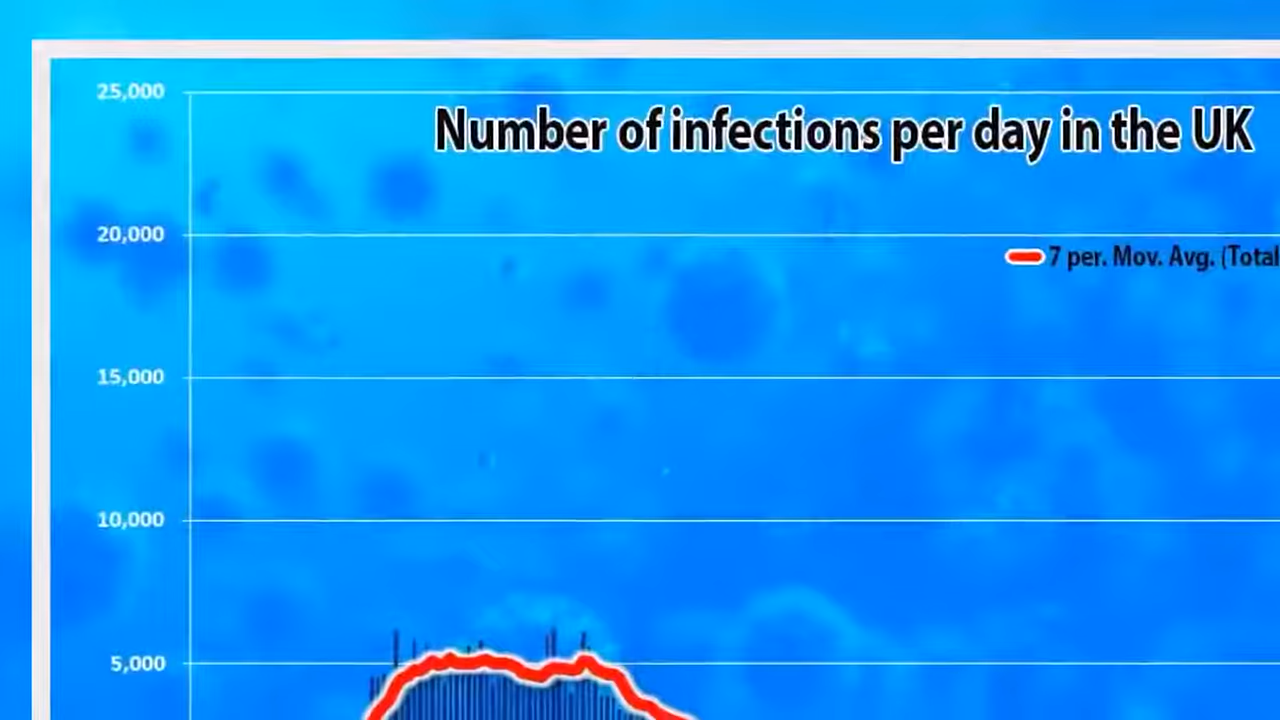 25,000
Number of infections per day in the UK
20,000
7 per. Mov. Avg. (Total
15,000
10,000
5,000